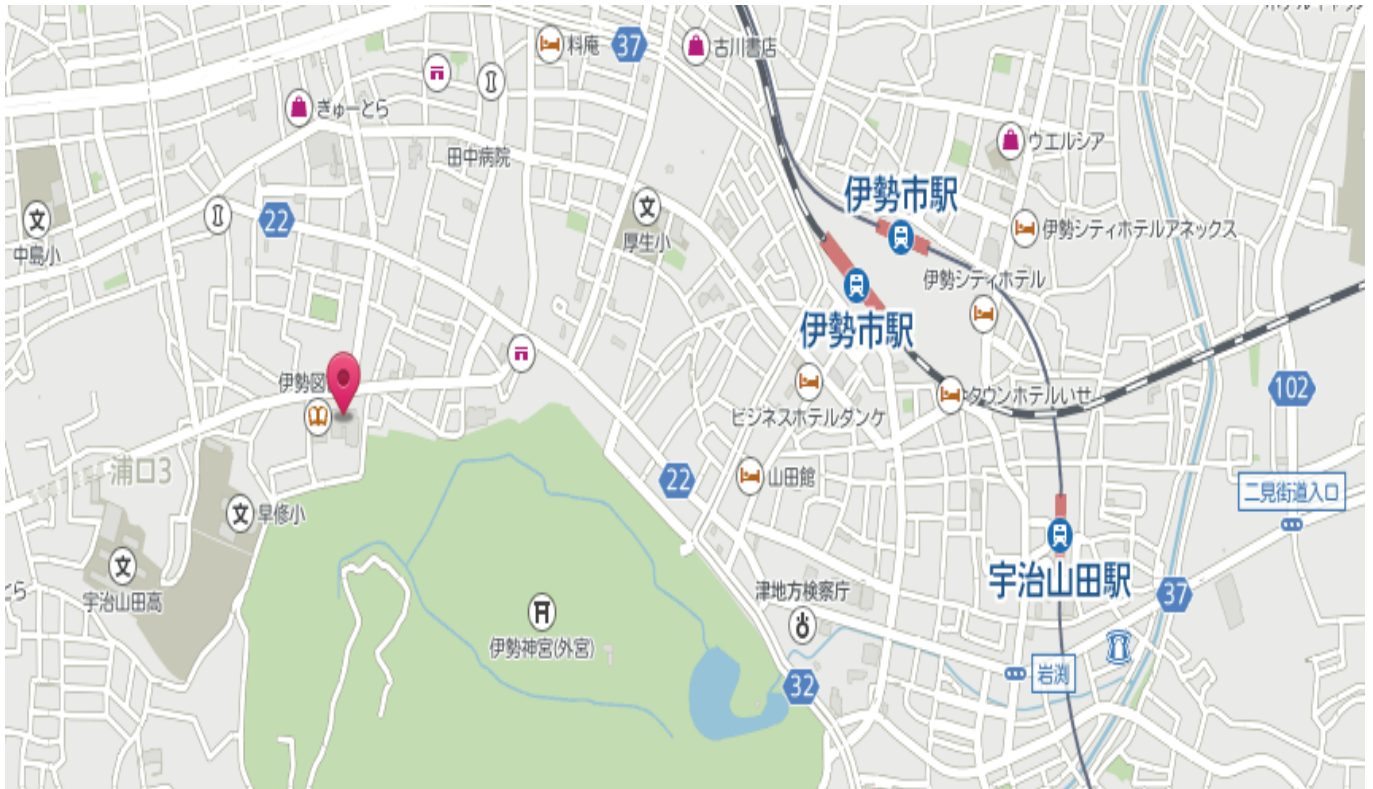 料庵
37
古川書店
ぎゅーとら
ウエルシア
田中病院
伊勢市駅
中島小
22
厚生小
伊勢シティホテルアネックス
伊勢シティホテル
伊勢市駅
伊勢図
タウンホテルいせ
102
ビジネスホテルタンケ
浦口3
22
山田館
二見街道入口
早修小
宇治山田駅
宇治山田高
津地方検察庁
37
伊勢神宮(外宮)
岩渕
32